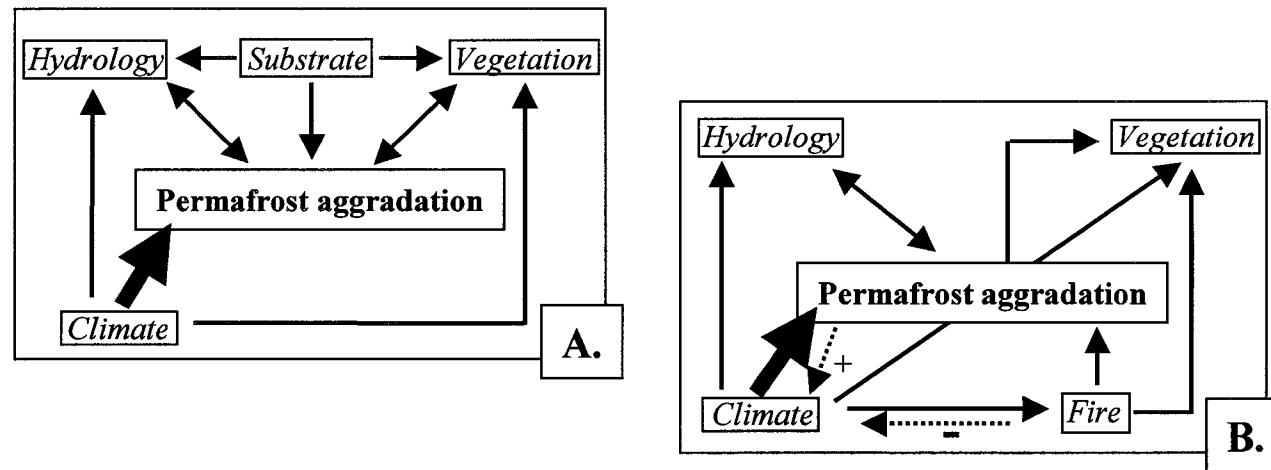 Hydrology
Substrate
Vegetation
Permafrost aggradation
Climate
A.
Hydrology
Vegetation
Permafrost aggradation
+
Climate
Fire
-
B.